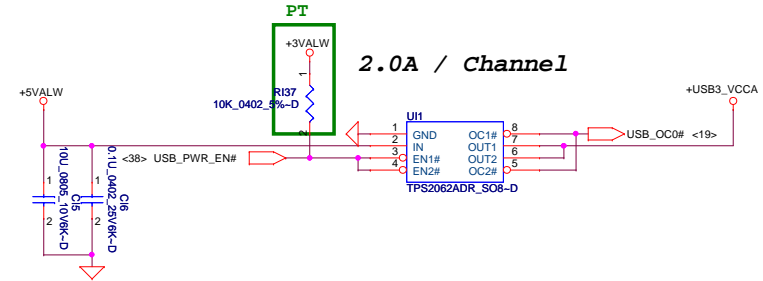 PT
+3VALW
2.0A / Channel
1
RI37
10K_0402_5%~D
2
+5VALW
+USB3_VCCA
UI1
1 GND OC1# 8
2 IN OUT1 7
3 EN1# OUT2 6
4 EN2# OC2# 5
TPS2062ADR_SO8~D
<38> USB_PWR_EN#
USB_OC0# <19>
1
2
CI5
10U_0805_10V6K~D
1
2
CI6
0.1U_0402_25V6K~D